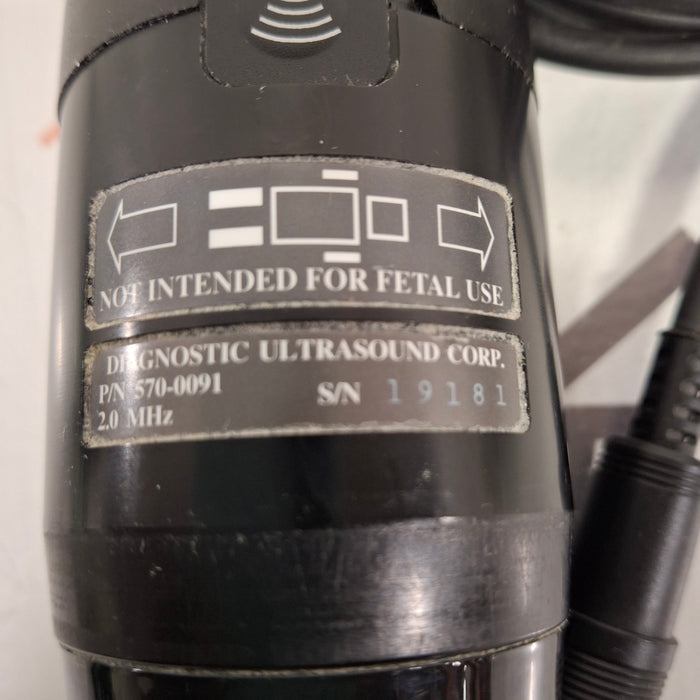 NOT INTENDED FOR FETAL USE
DIAGNOSTIC ULTRASOUND CORP.
P/N 570-0091 S/N 19181
2.0 MHz